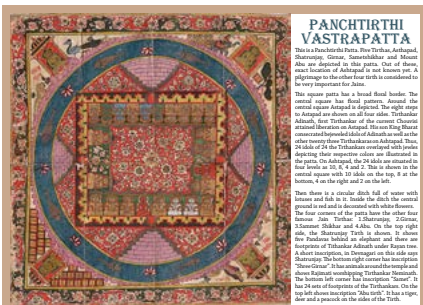 PANCHTIRTHI
VASTRAPATTA
This is a Panchtirthi Patta. Five Tirthas, Asthapad,
Shatrunjay, Girnar, Sametshikhar and Mount
Abu are depicted in this patta. Out of these,
exact location of Ashtapad is not known yet. A
pilgrimage to the other four tirth is considered to
be very important for Jains.
This square patta has a broad floral border. The
central square has floral pattern. Around the
central square Astapad is depicted. The eight steps
to Astapad are shown on all four sides. Tirthankar
Adinath, first Tirthankar of the current Chovisi
attained liberation on Astapad. His son King Bharat
consecrated bejeweled idols of Adinath as well as the
other twenty three Tirthankaras on Ashtapad. Thus,
24 idols of 24 the Tirthankars overlayed with jewels
depicting their respective colors are illustrated in
the patta. On Ashtapad, the 24 idols are situated in
four levels as 10, 8, 4 and 2. This is shown in the
central square with 10 idols on the top, 8 at the
bottom, 4 on the right and 2 on the left.
Then there is a circular ditch full of water with
lotuses and fish in it. Inside the ditch the central
ground is red and is decorated with white flowers.
The four corners of the patta have the other four
famous Jain Tirthas: 1.Shatrunjay, 2.Girnar,
3.Sammet Shikhar and 4.Abu. On the top right
side, the Shatrunjay Tirth is shown. It shows
five Pandavas behind an elephant and there are
footprints of Tirthankar Adinath under Rayan tree.
A short inscription, in Devnagari on this side says
Shatrunjay. The bottom right corner has inscription
"Shree Girnar". It has animals around the temple and
shows Rajimati worshipping Tirthankar Neminath.
The bottom left corner has inscription "Samet". It
has 24 sets of footprints of the Tirthankars. On the
top left shows inscription "Abu tirth". It has a tiger,
deer and a peacock on the sides of the Tirth.